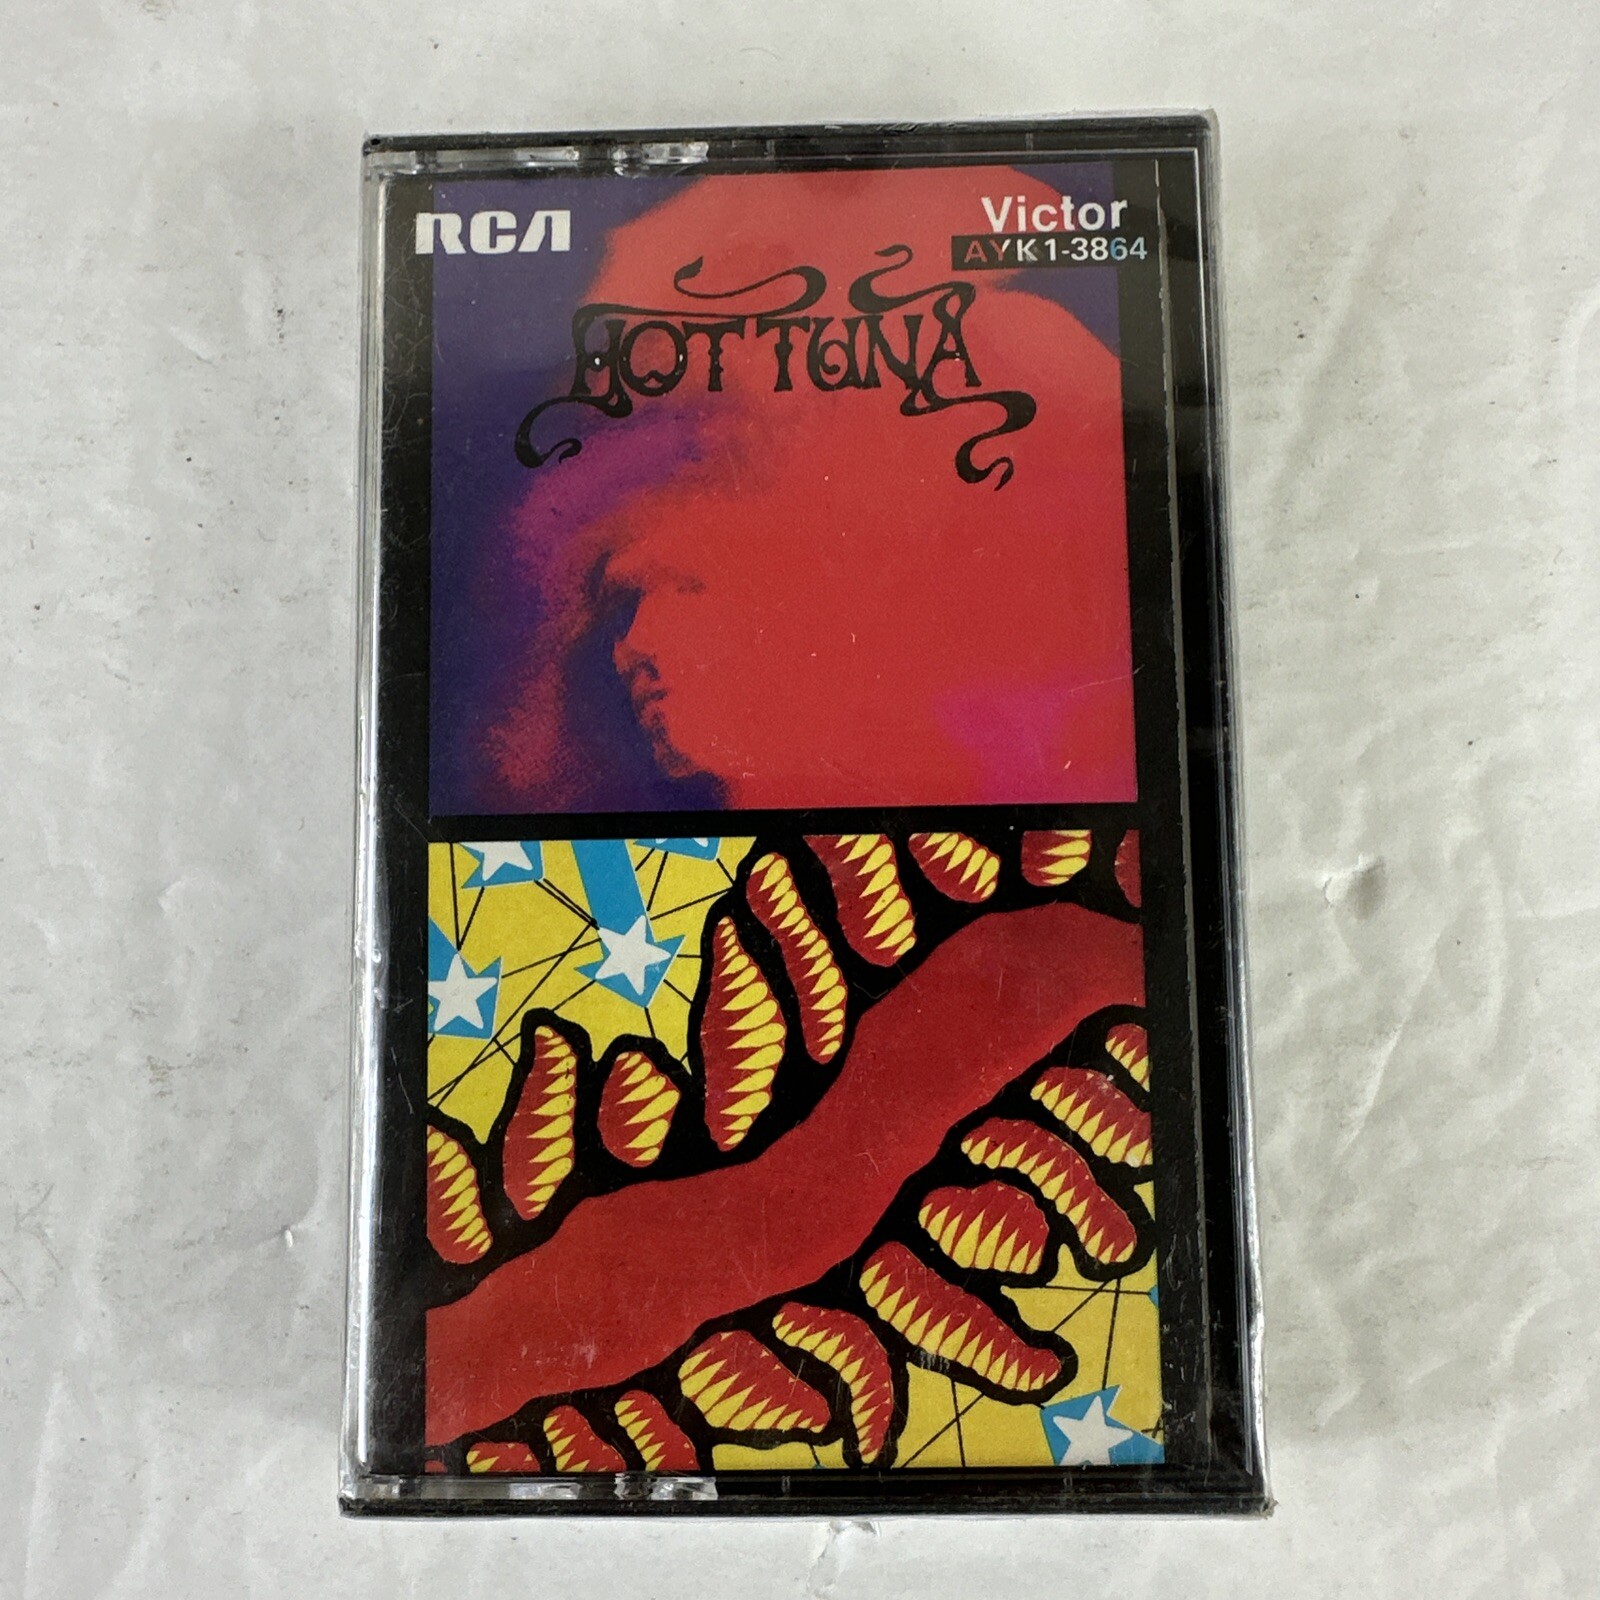 RCA
Victor
AYK1-3864
HOT TUNA